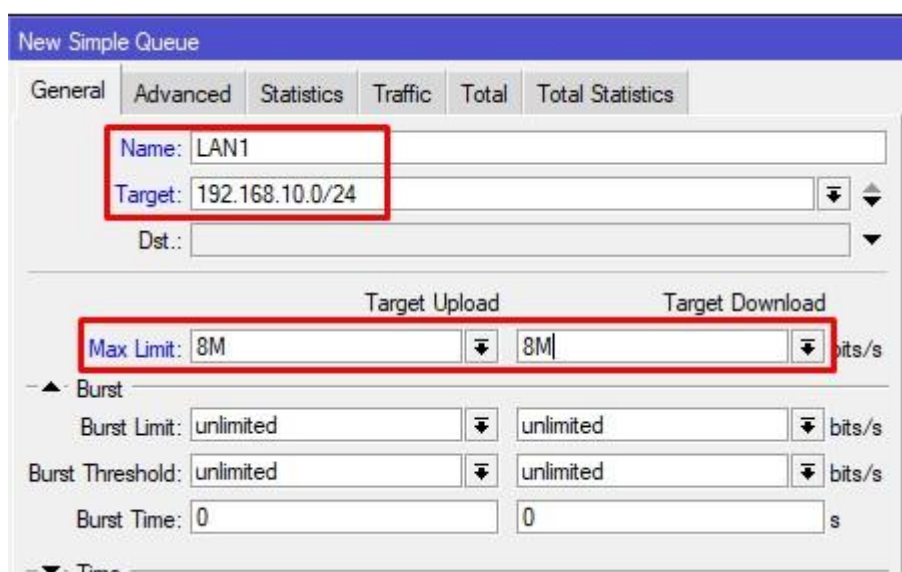 New Simple Queue
General Advanced Statistics Traffic Total Total Statistics
Name: LAN1
Target: 192.168.10.0/24
Dst.:
Target Upload Target Download
Max Limit: 8M 8M bits/s
Burst
Burst Limit: unlimited unlimited bits/s
Burst Threshold: unlimited unlimited bits/s
Burst Time: 0 0 s
Time